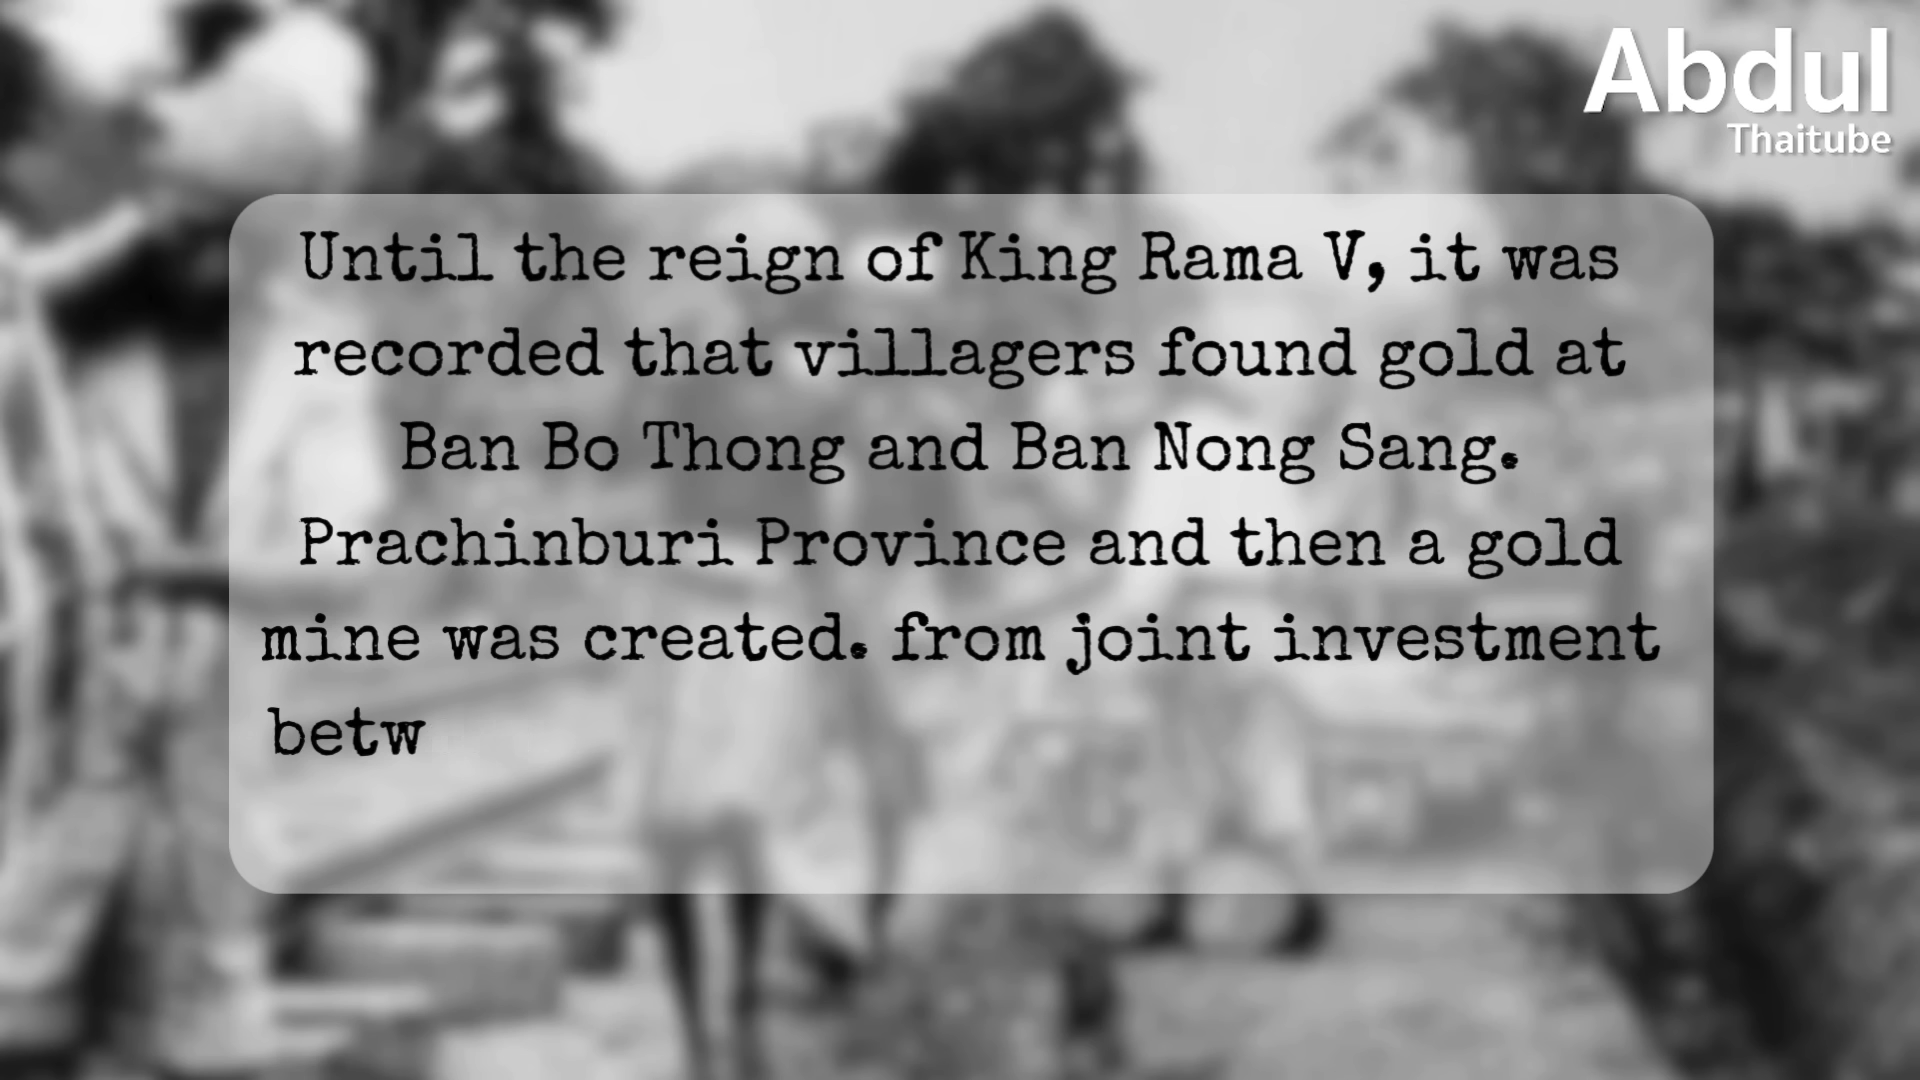 Abdul
Thaitube
Until the reign of King Rama V, it was
recorded that villagers found gold at
Ban Bo Thong and Ban Nong Sang.
Prachinburi Province and then a gold
mine was created. from joint investment
betw